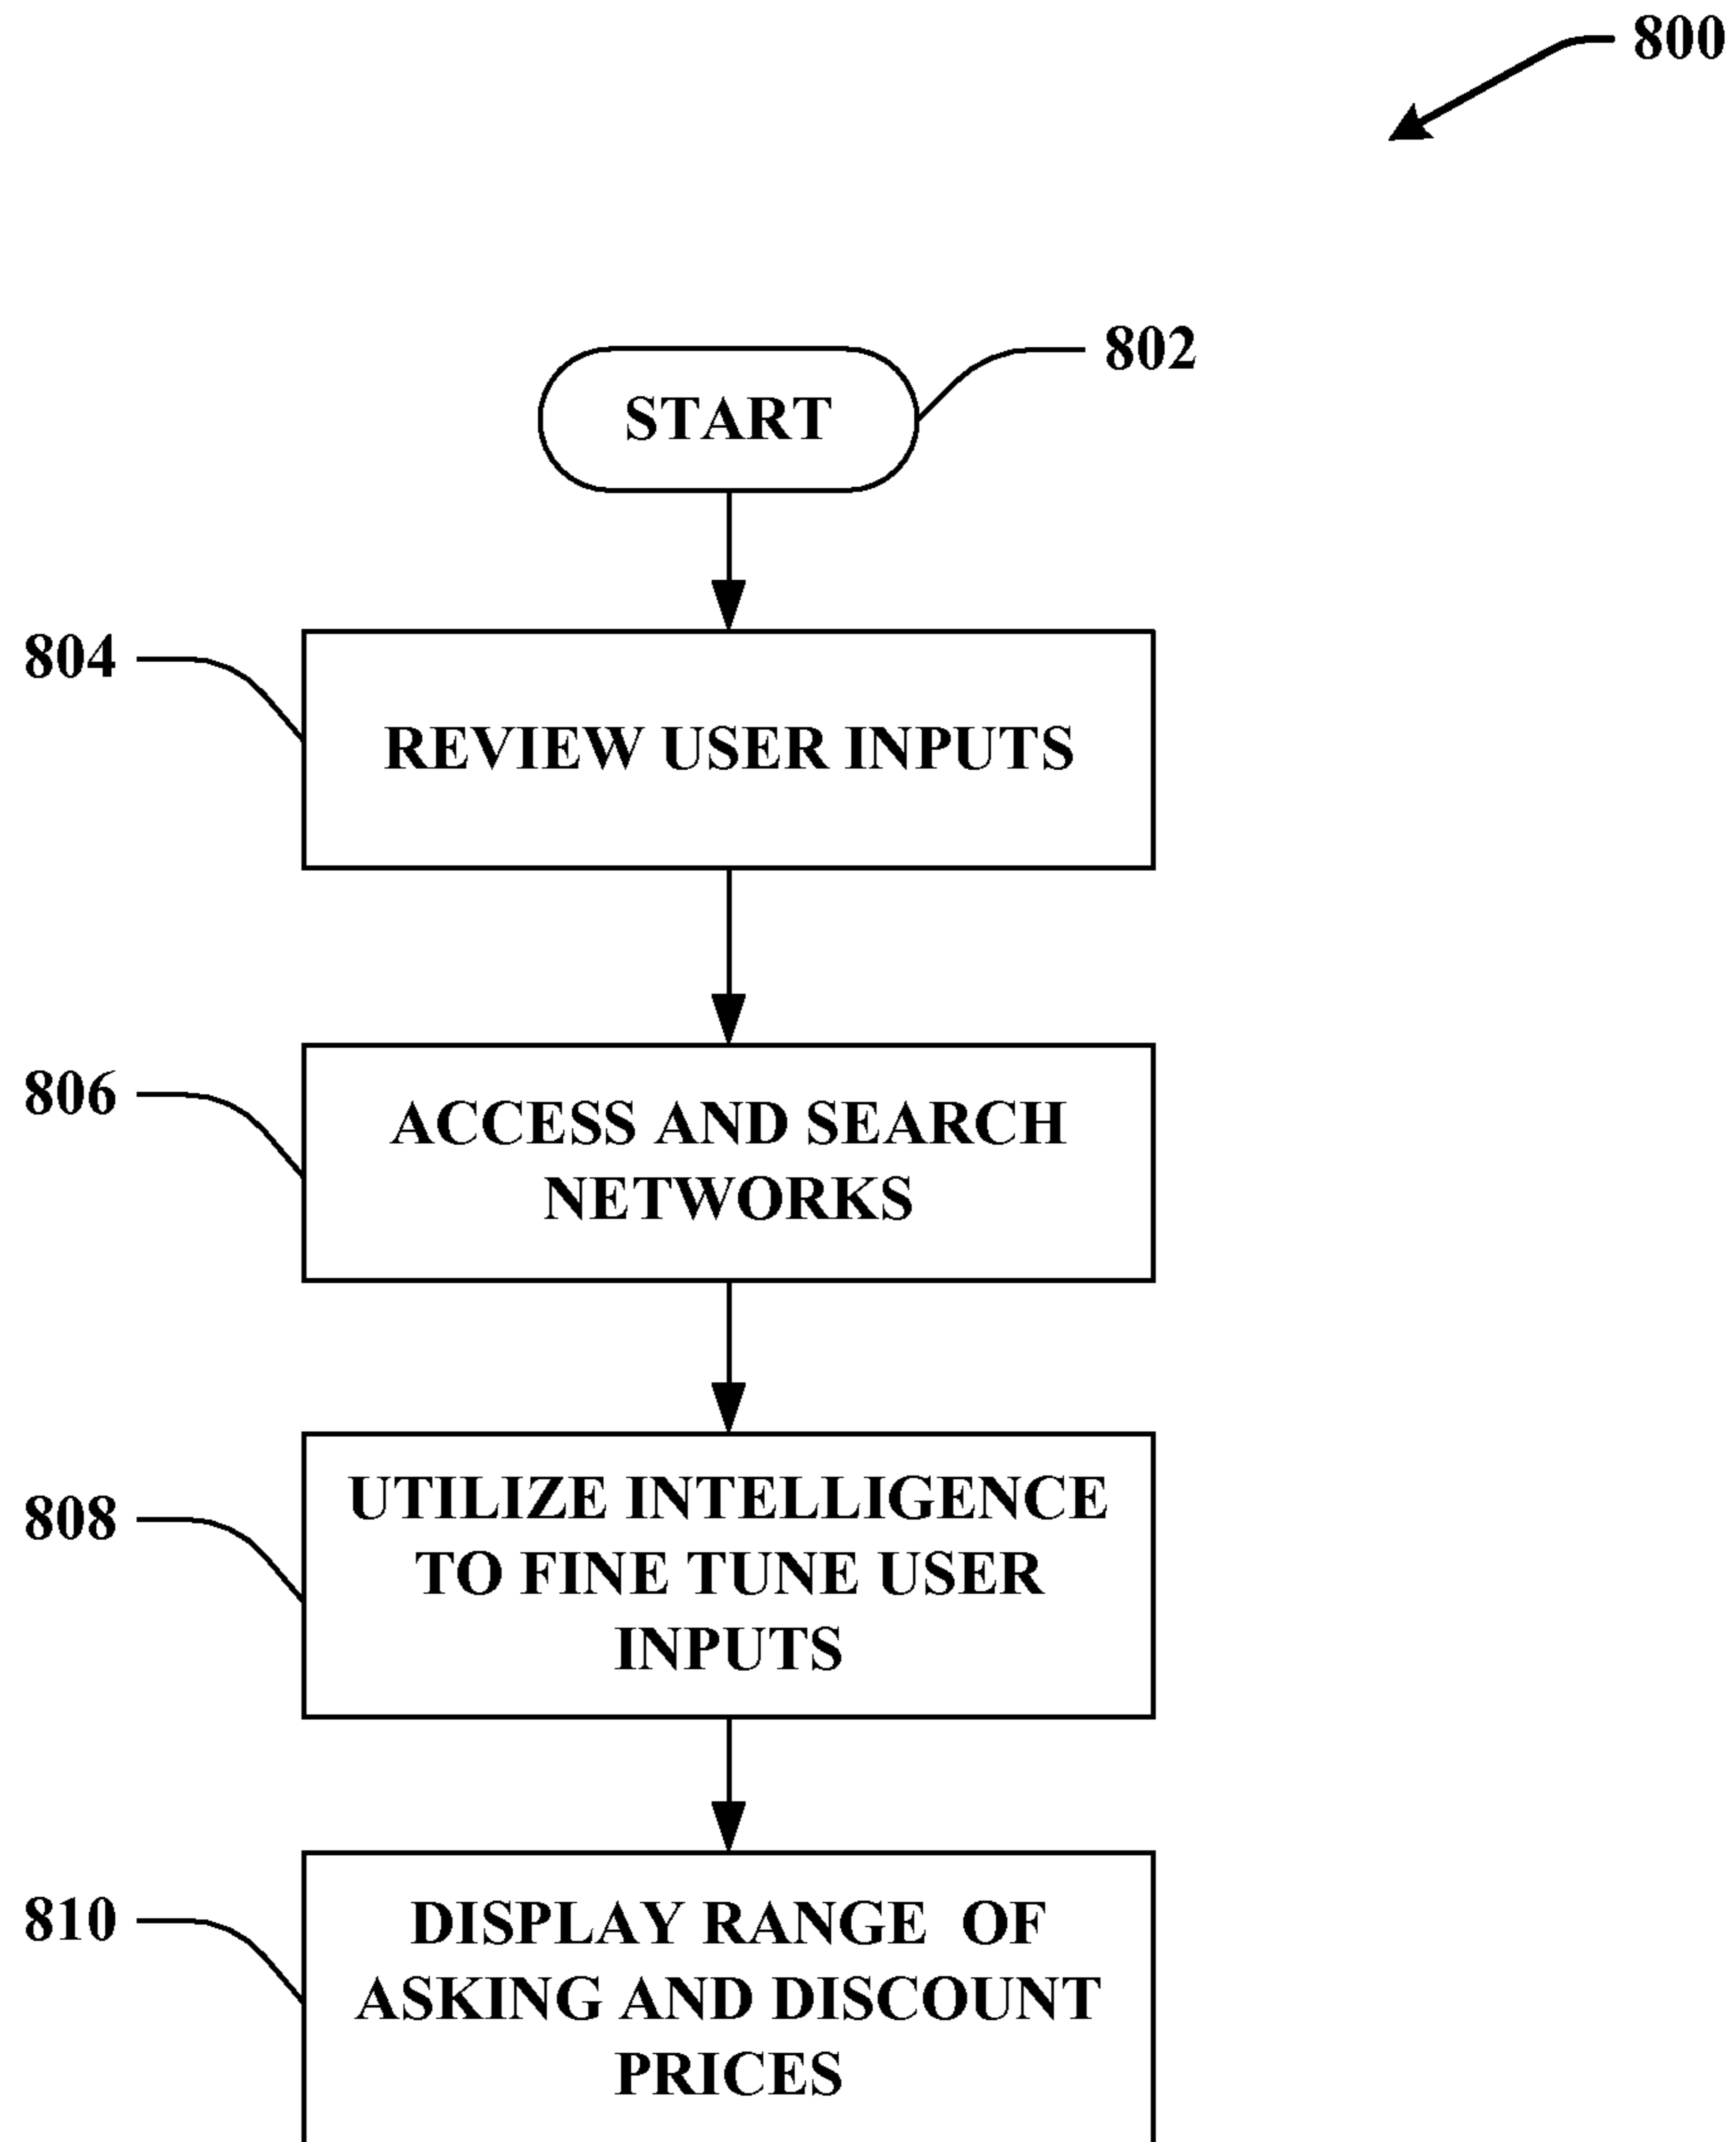 800
802
START
804
REVIEW USER INPUTS
806
ACCESS AND SEARCH
NETWORKS
808
UTILIZE INTELLIGENCE
TO FINE TUNE USER
INPUTS
810
DISPLAY RANGE OF
ASKING AND DISCOUNT
PRICES